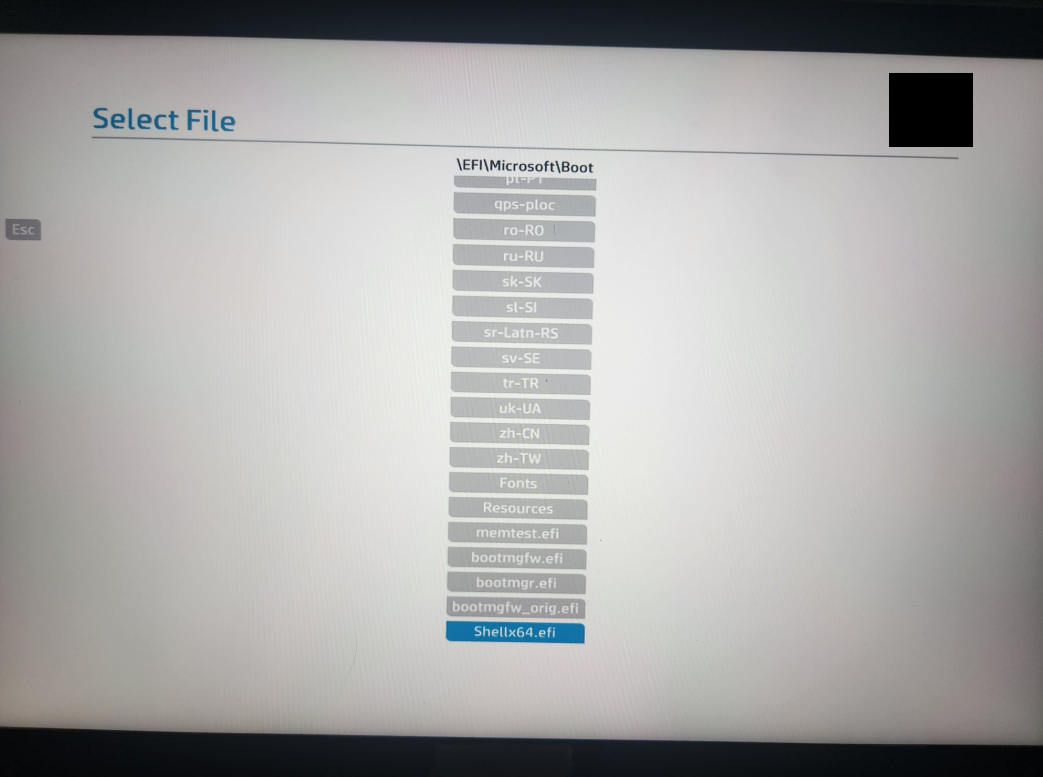 Select File
\EFI\Microsoft\Boot
pt-PT
qps-ploc
Esc
ro-RO
ru-RU
sk-SK
sl-SI
sr-Latn-RS
sv-SE
tr-TR
uk-UA
zh-CN
zh-TW
Fonts
Resources
memtest.efi
bootmgfw.efi
bootmgr.efi
bootmgfw_orig.efi
Shellx64.efi